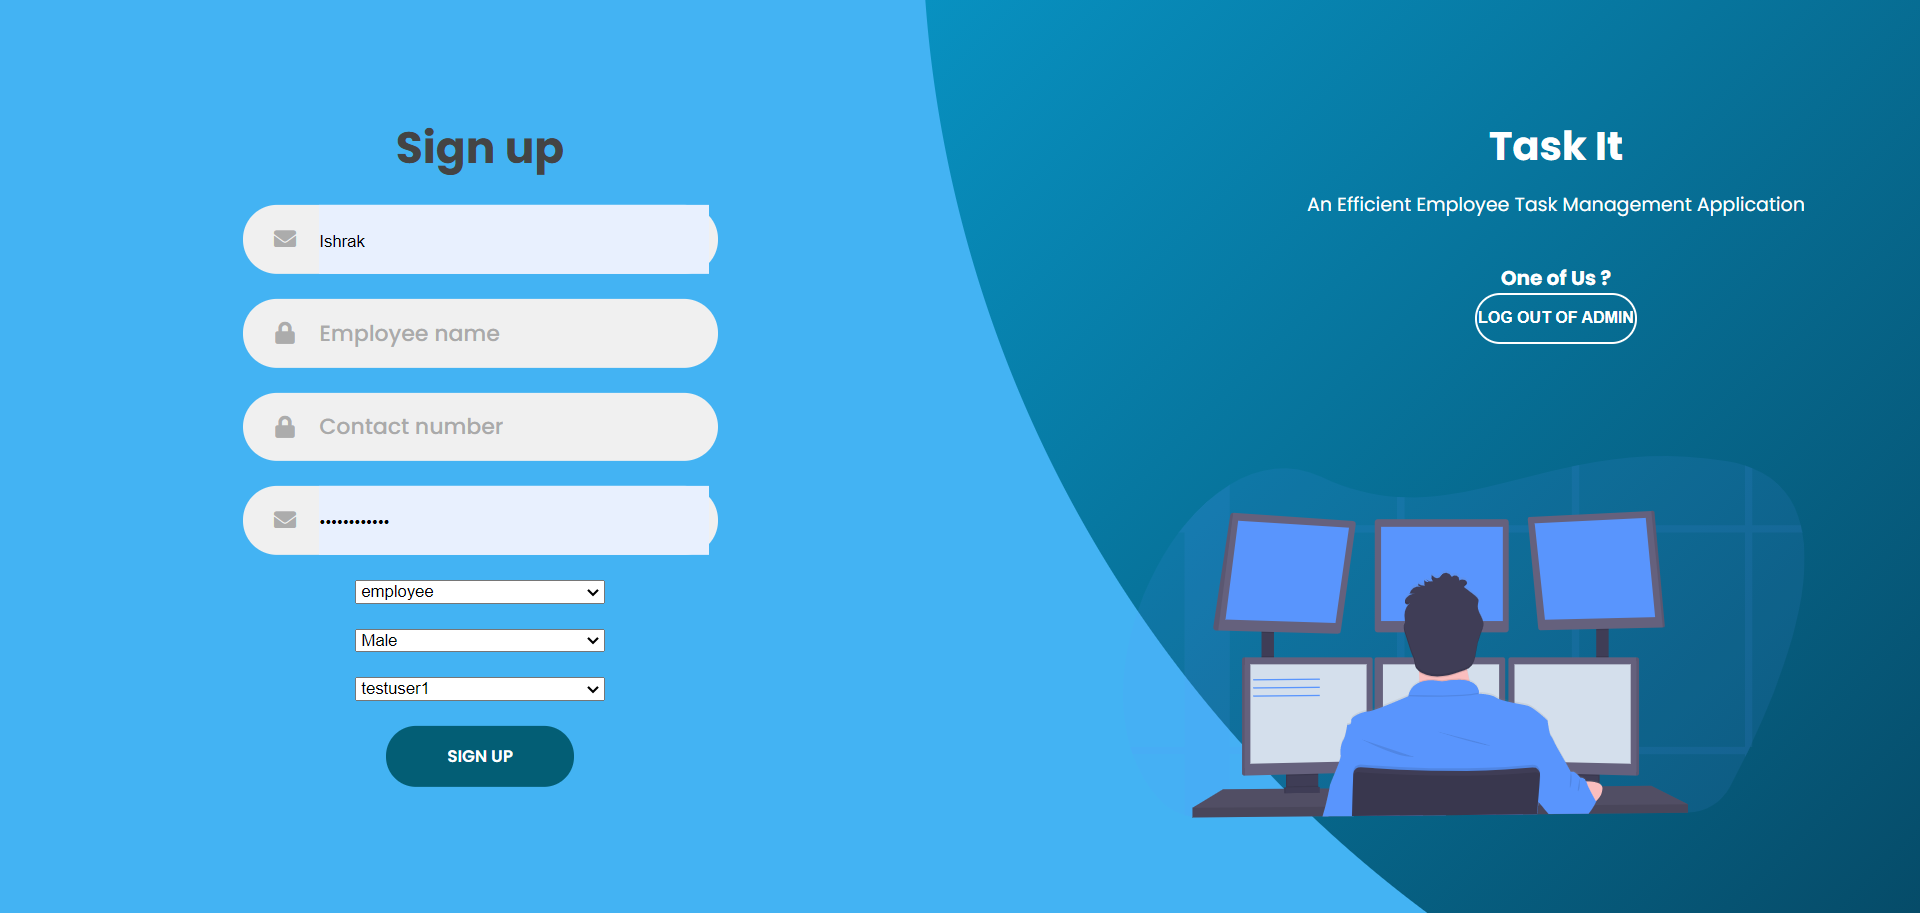 Sign up
Ishrak
Employee name
Contact number
••••••••••••
employee
Male
testuser1
SIGN UP
Task It
An Efficient Employee Task Management Application
One of Us ?
LOG OUT OF ADMIN